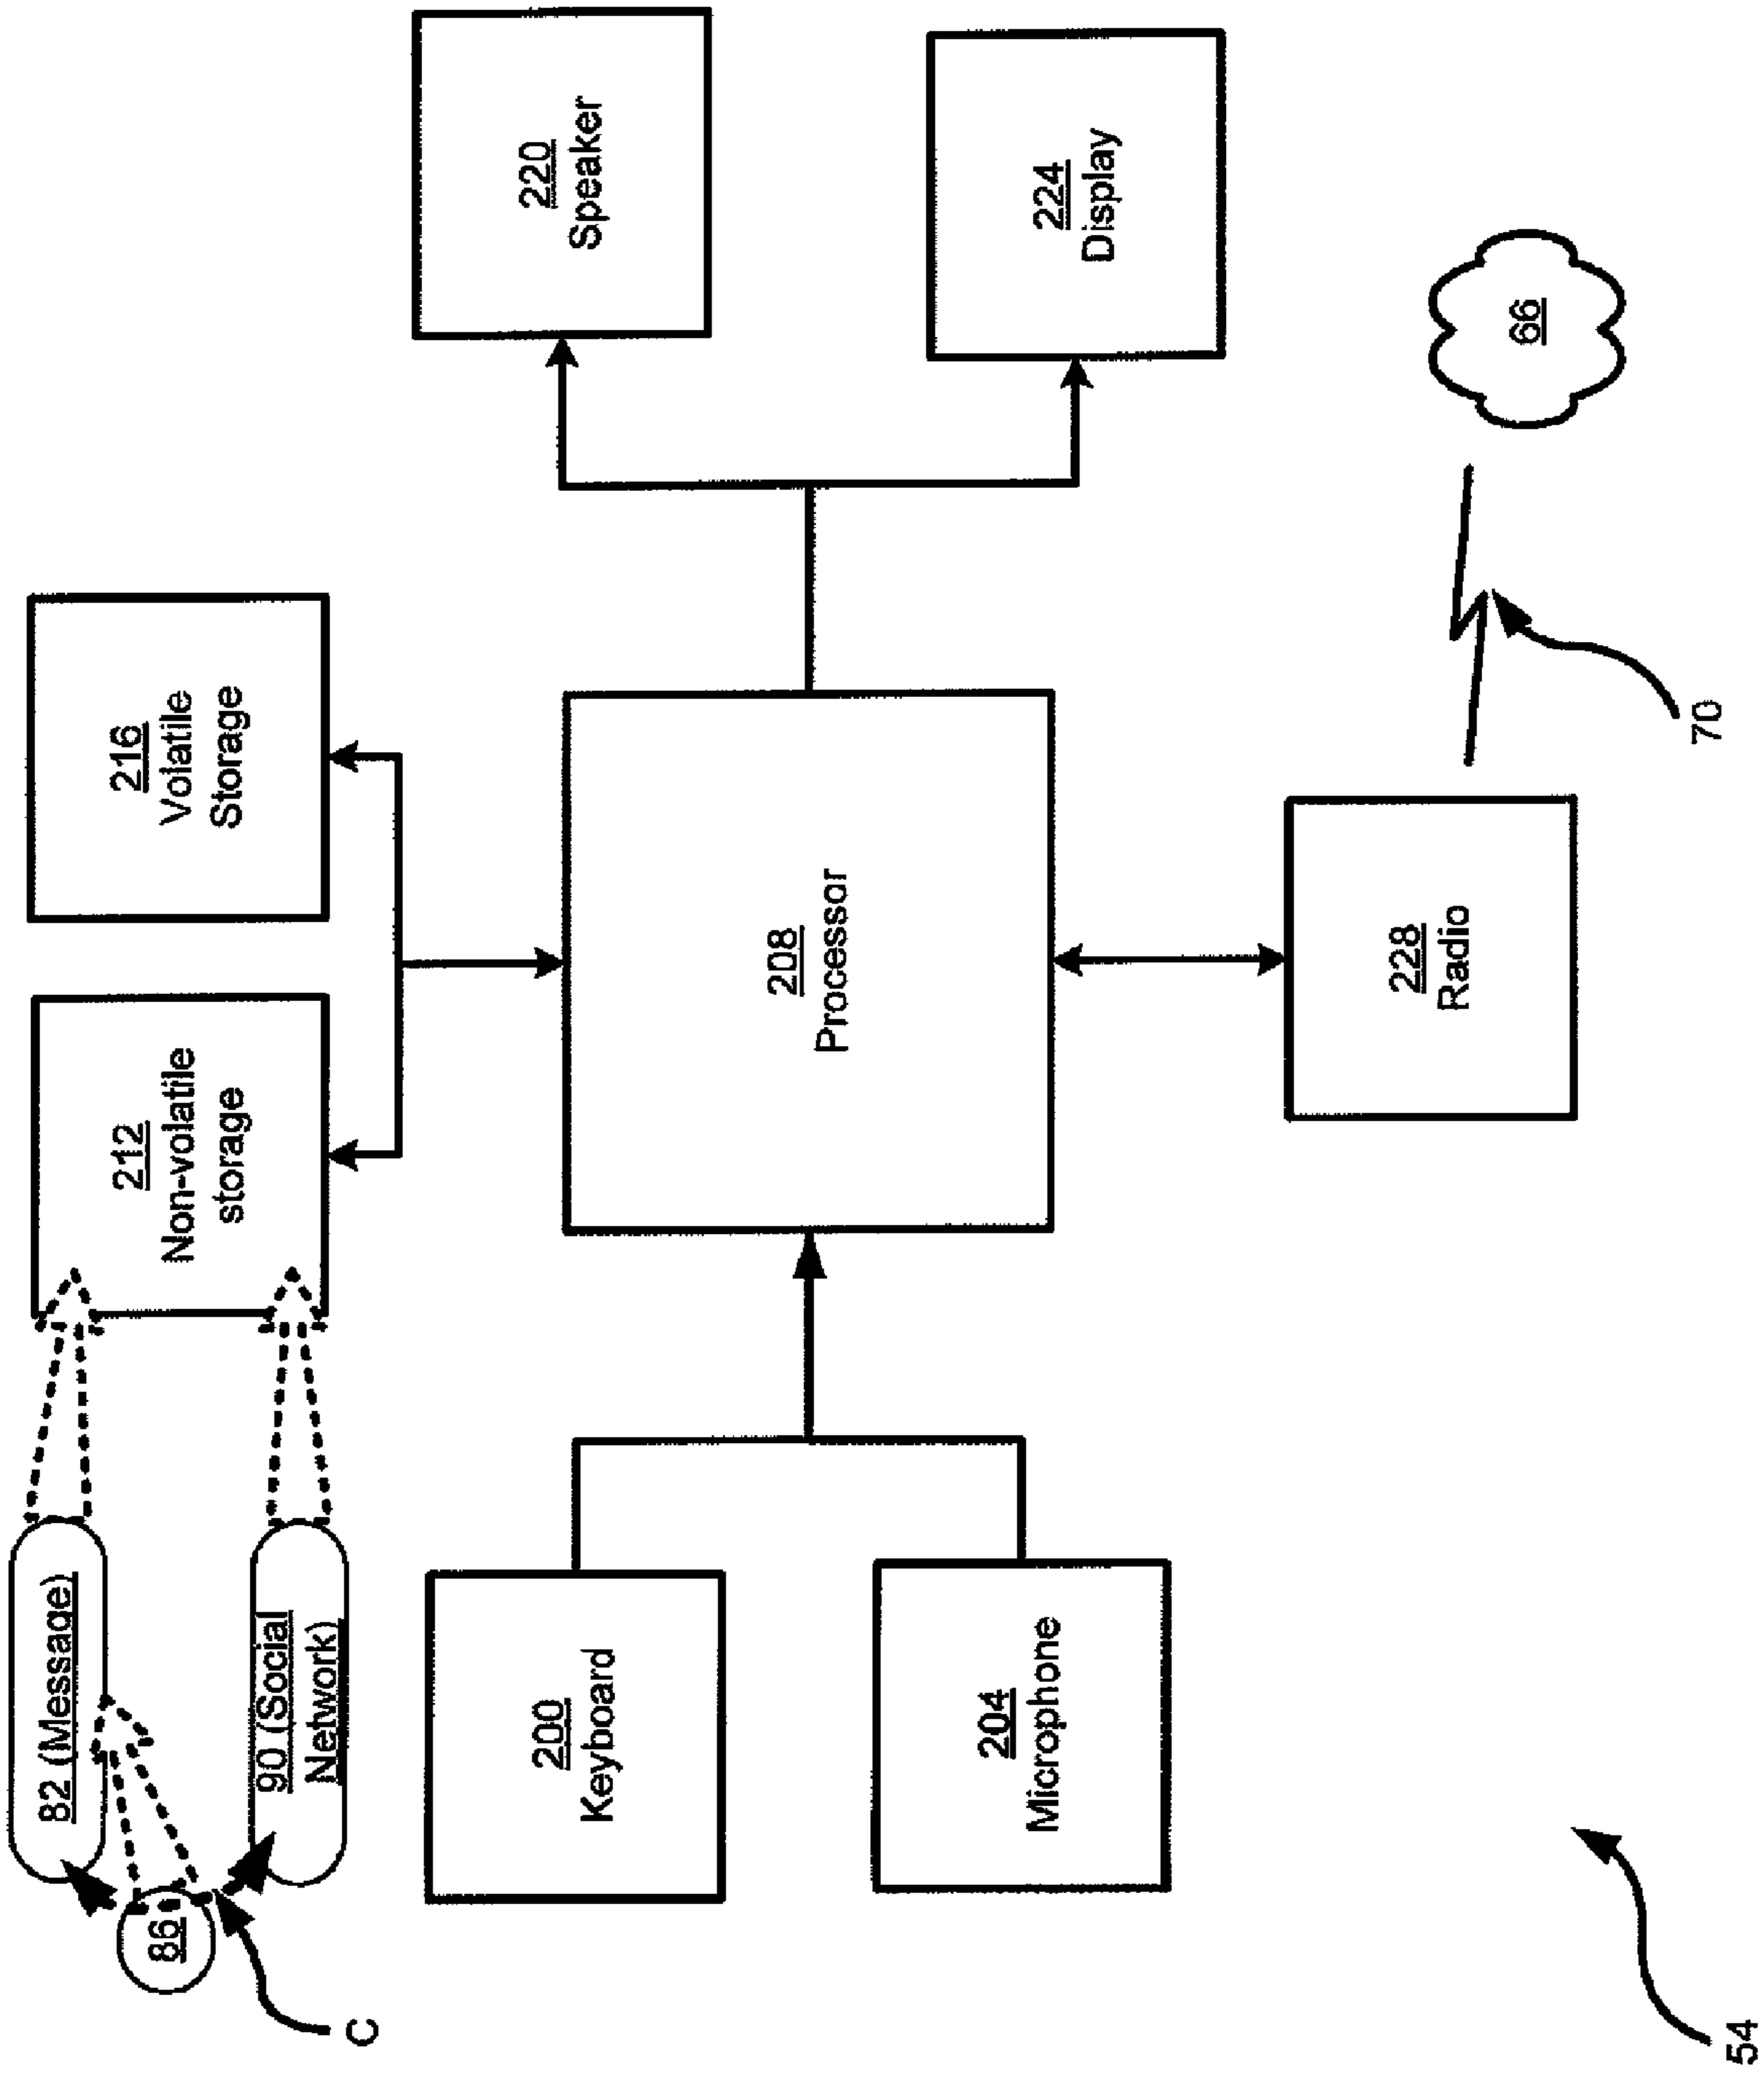 82 (Message)
86
C
90 (Social
Network)
212
Non-volatile
storage
216
Volatile
Storage
200
Keyboard
204
Microphone
208
Processor
220
Speaker
224
Display
228
Radio
66
70
54